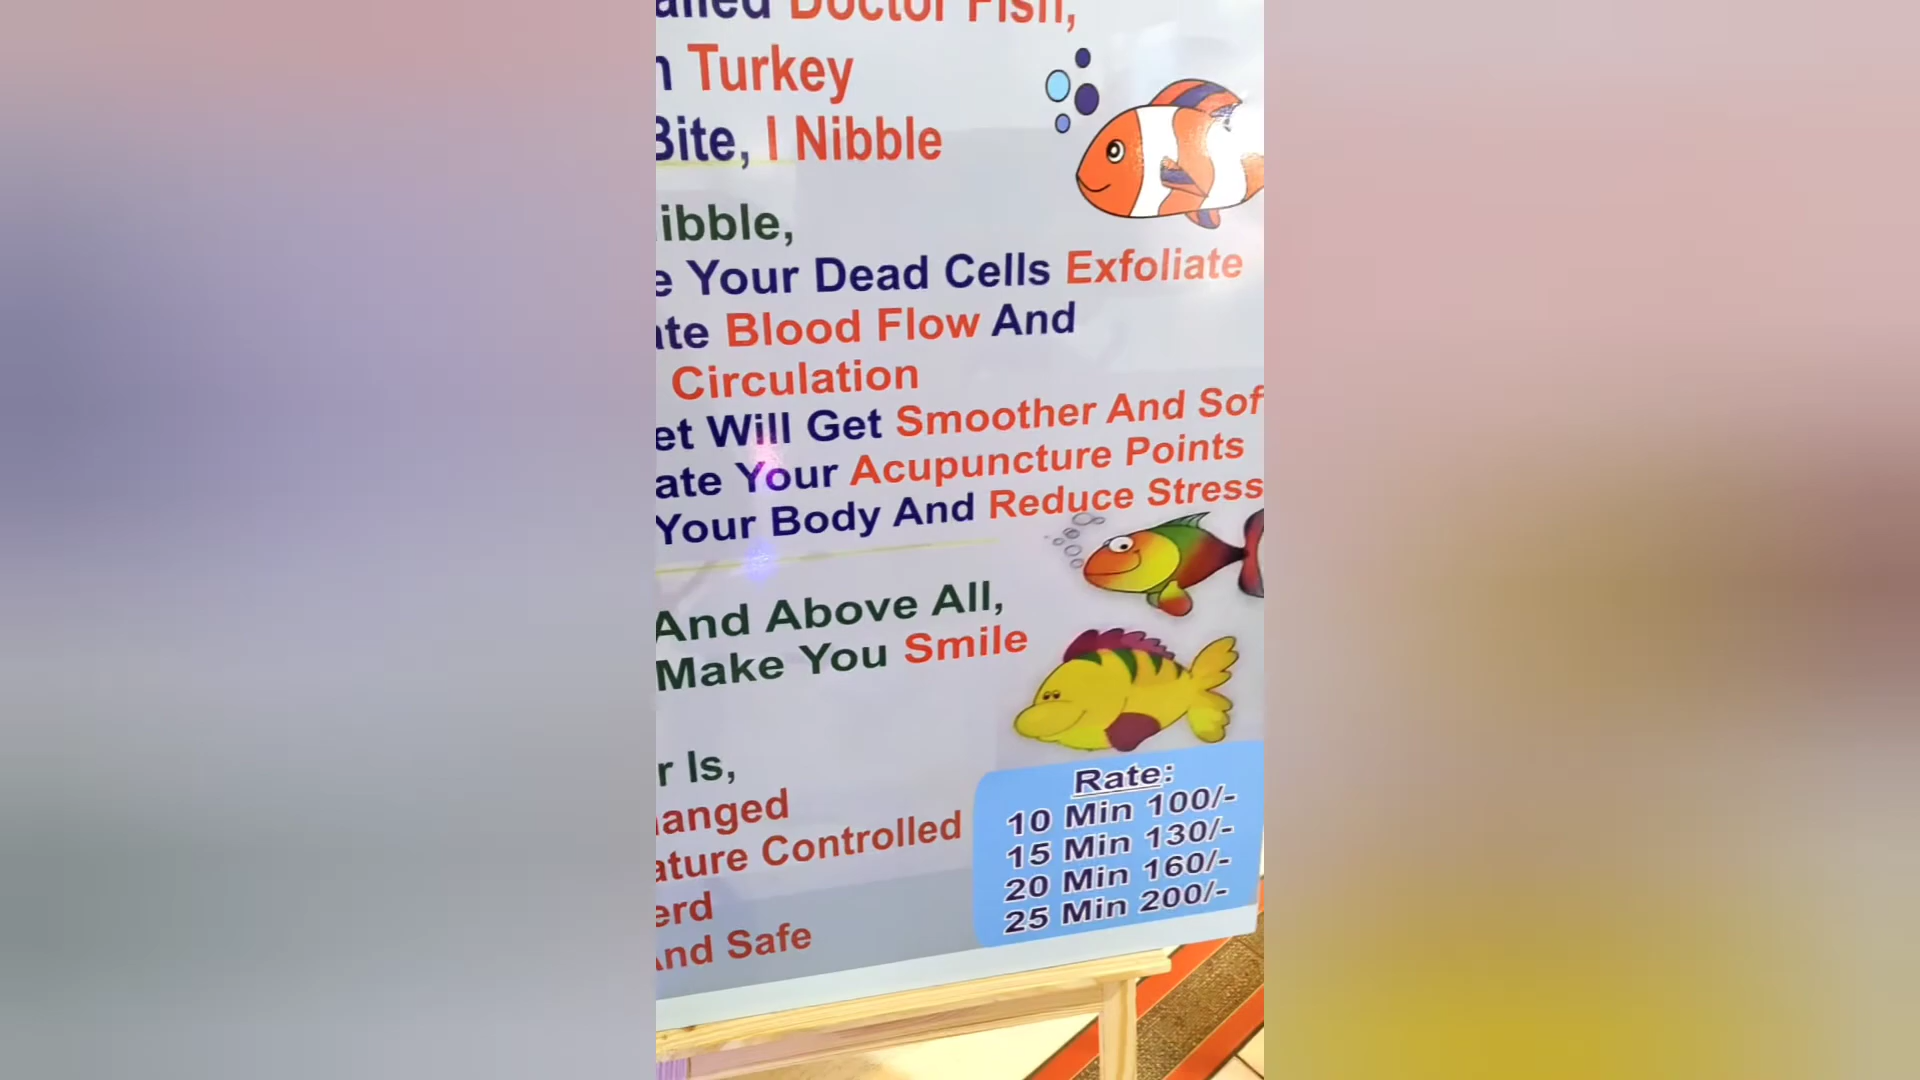 Doctor Fish,
Turkey
Bite, I Nibble
ibble,
e Your Dead Cells Exfoliate
ate Blood Flow And
Circulation
et Will Get Smoother And Sof
ate Your Acupuncture Points
Your Body And Reduce Stress
And Above All,
Make You Smile
r Is,
anged
ature Controlled
erd
And Safe
Rate:
10 Min 100/-
15 Min 130/-
20 Min 160/-
25 Min 200/-